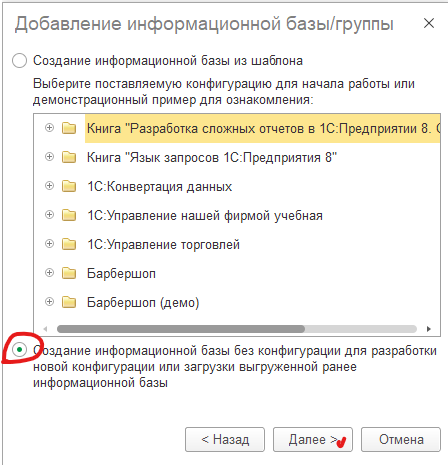 Добавление информационной базы/группы
Создание информационной базы из шаблона
Выберите поставляемую конфигурацию для начала работы или
демонстрационный пример для ознакомления:
Книга "Разработка сложных отчетов в 1С:Предприятии 8. С
Книга "Язык запросов 1С:Предприятия 8"
1С:Конвертация данных
1С:Управление нашей фирмой учебная
1С:Управление торговлей
Барбершоп
Барбершоп (демо)
Создание информационной базы без конфигурации для разработки
новой конфигурации или загрузки выгруженной ранее
информационной базы
< Назад Далее > Отмена